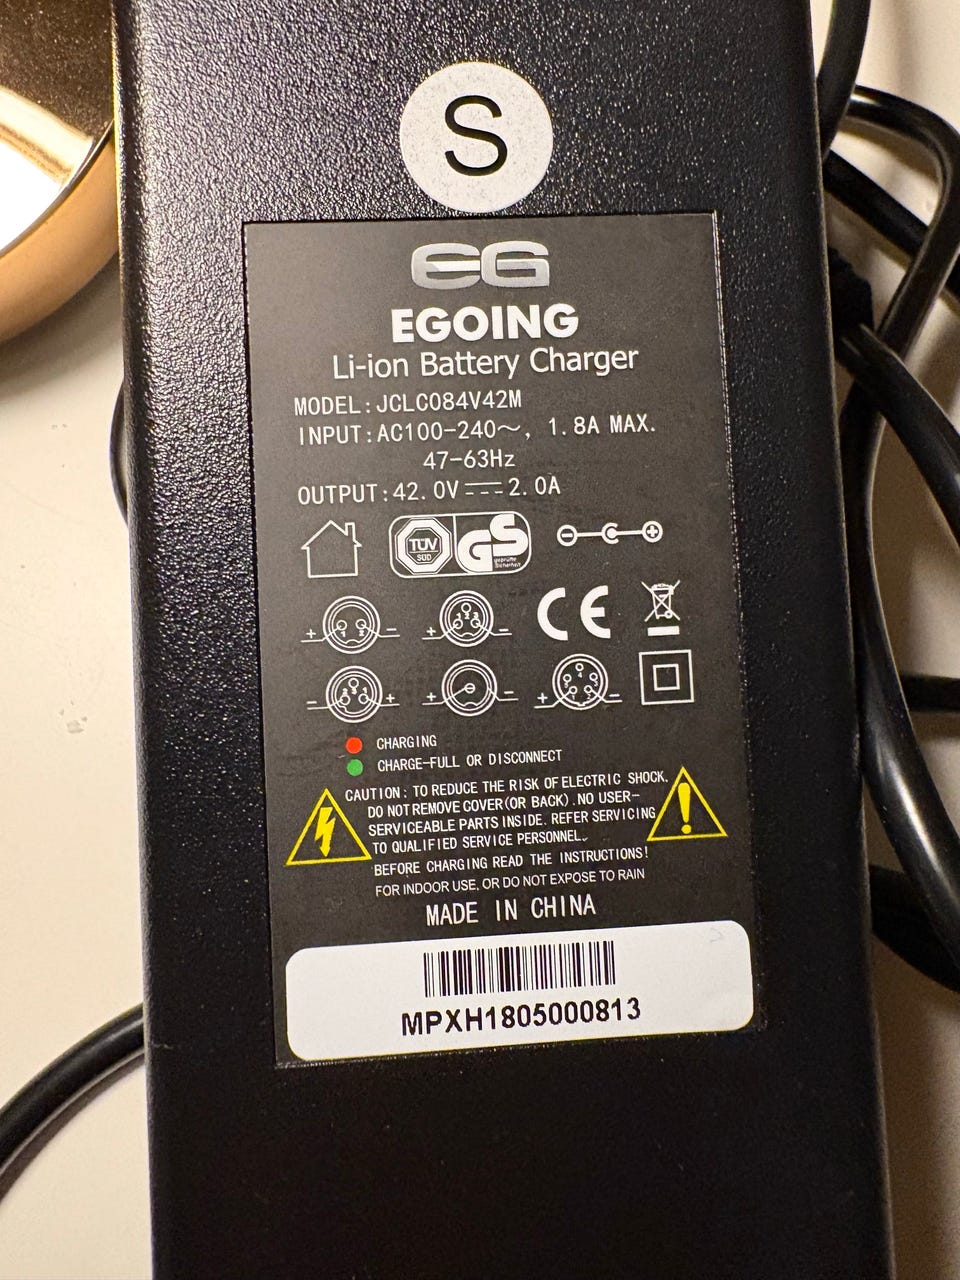 S
EG
EGOING
Li-ion Battery Charger
MODEL:JCLC084V42M
INPUT:AC100-240～, 1.8A MAX.
47-63Hz
OUTPUT:42.0V⎓2.0A
TÜV
SÜD
GS
geprüfte
Sicherheit
CE
CHARGING
CHARGE-FULL OR DISCONNECT
CAUTION: TO REDUCE THE RISK OF ELECTRIC SHOCK.
DO NOT REMOVE COVER(OR BACK). NO USER-
SERVICEABLE PARTS INSIDE. REFER SERVICING
TO QUALIFIED SERVICE PERSONNEL.
BEFORE CHARGING READ THE INSTRUCTIONS!
FOR INDOOR USE, OR DO NOT EXPOSE TO RAIN
MADE IN CHINA
MPXH1805000813